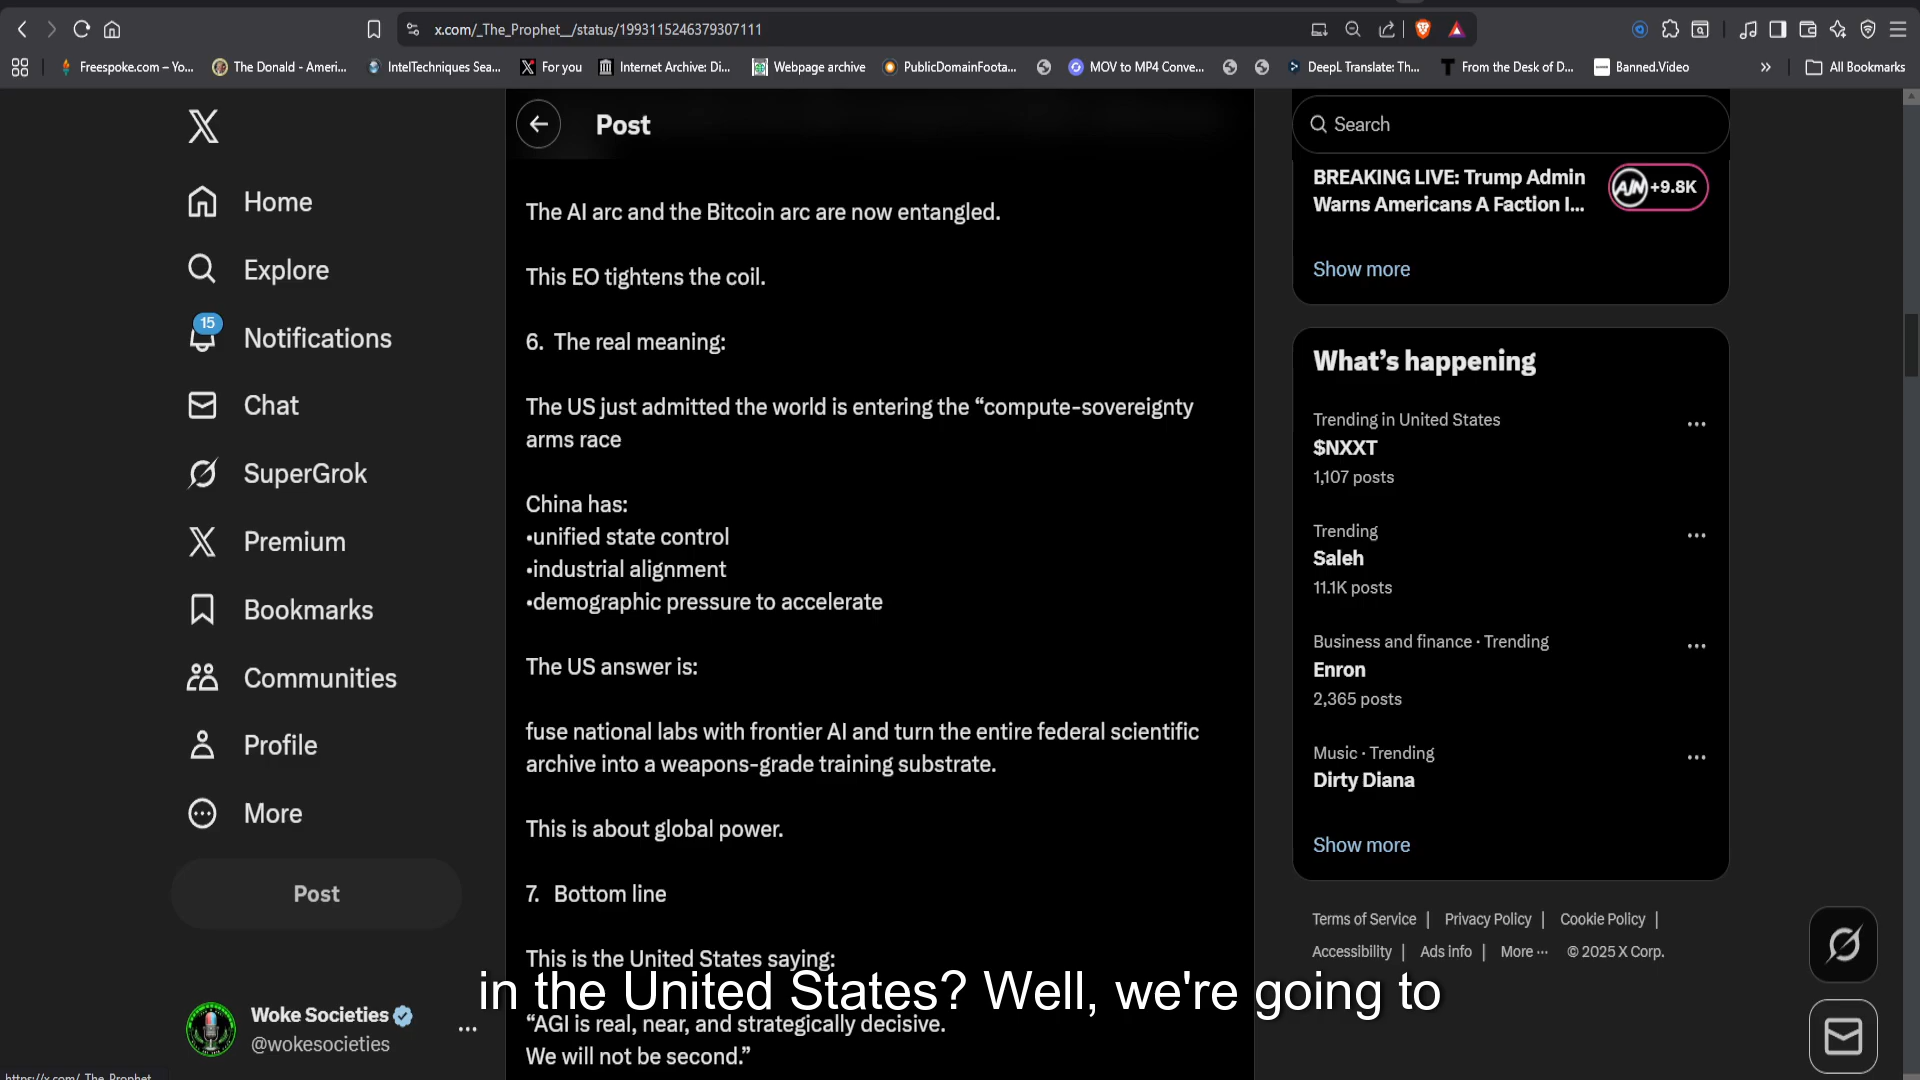 x.com/_The_Prophet__/status/1993115246379307111
Freespoke.com – Yo...
The Donald - Ameri...
IntelTechniques Sea...
For you
Internet Archive: Di...
Webpage archive
PublicDomainFoota...
MOV to MP4 Conve...
DeepL Translate: Th...
From the Desk of D...
Banned.Video
All Bookmarks
Home
Explore
15
Notifications
Chat
SuperGrok
Premium
Bookmarks
Communities
Profile
More
Post
Woke Societies
@wokesocieties
Post
The AI arc and the Bitcoin arc are now entangled.
This EO tightens the coil.
6. The real meaning:
The US just admitted the world is entering the “compute-sovereignty
arms race
China has:
•unified state control
•industrial alignment
•demographic pressure to accelerate
The US answer is:
fuse national labs with frontier AI and turn the entire federal scientific
archive into a weapons-grade training substrate.
This is about global power.
7. Bottom line
This is the United States saying:
in the United States? Well, we're going to
“AGI is real, near, and strategically decisive.
We will not be second.”
Search
BREAKING LIVE: Trump Admin
Warns Americans A Faction I...
AJN +9.8K
Show more
What’s happening
Trending in United States
$NXXT
1,107 posts
Trending
Saleh
11.1K posts
Business and finance · Trending
Enron
2,365 posts
Music · Trending
Dirty Diana
Show more
Terms of Service | Privacy Policy | Cookie Policy |
Accessibility | Ads info | More ··· © 2025 X Corp.